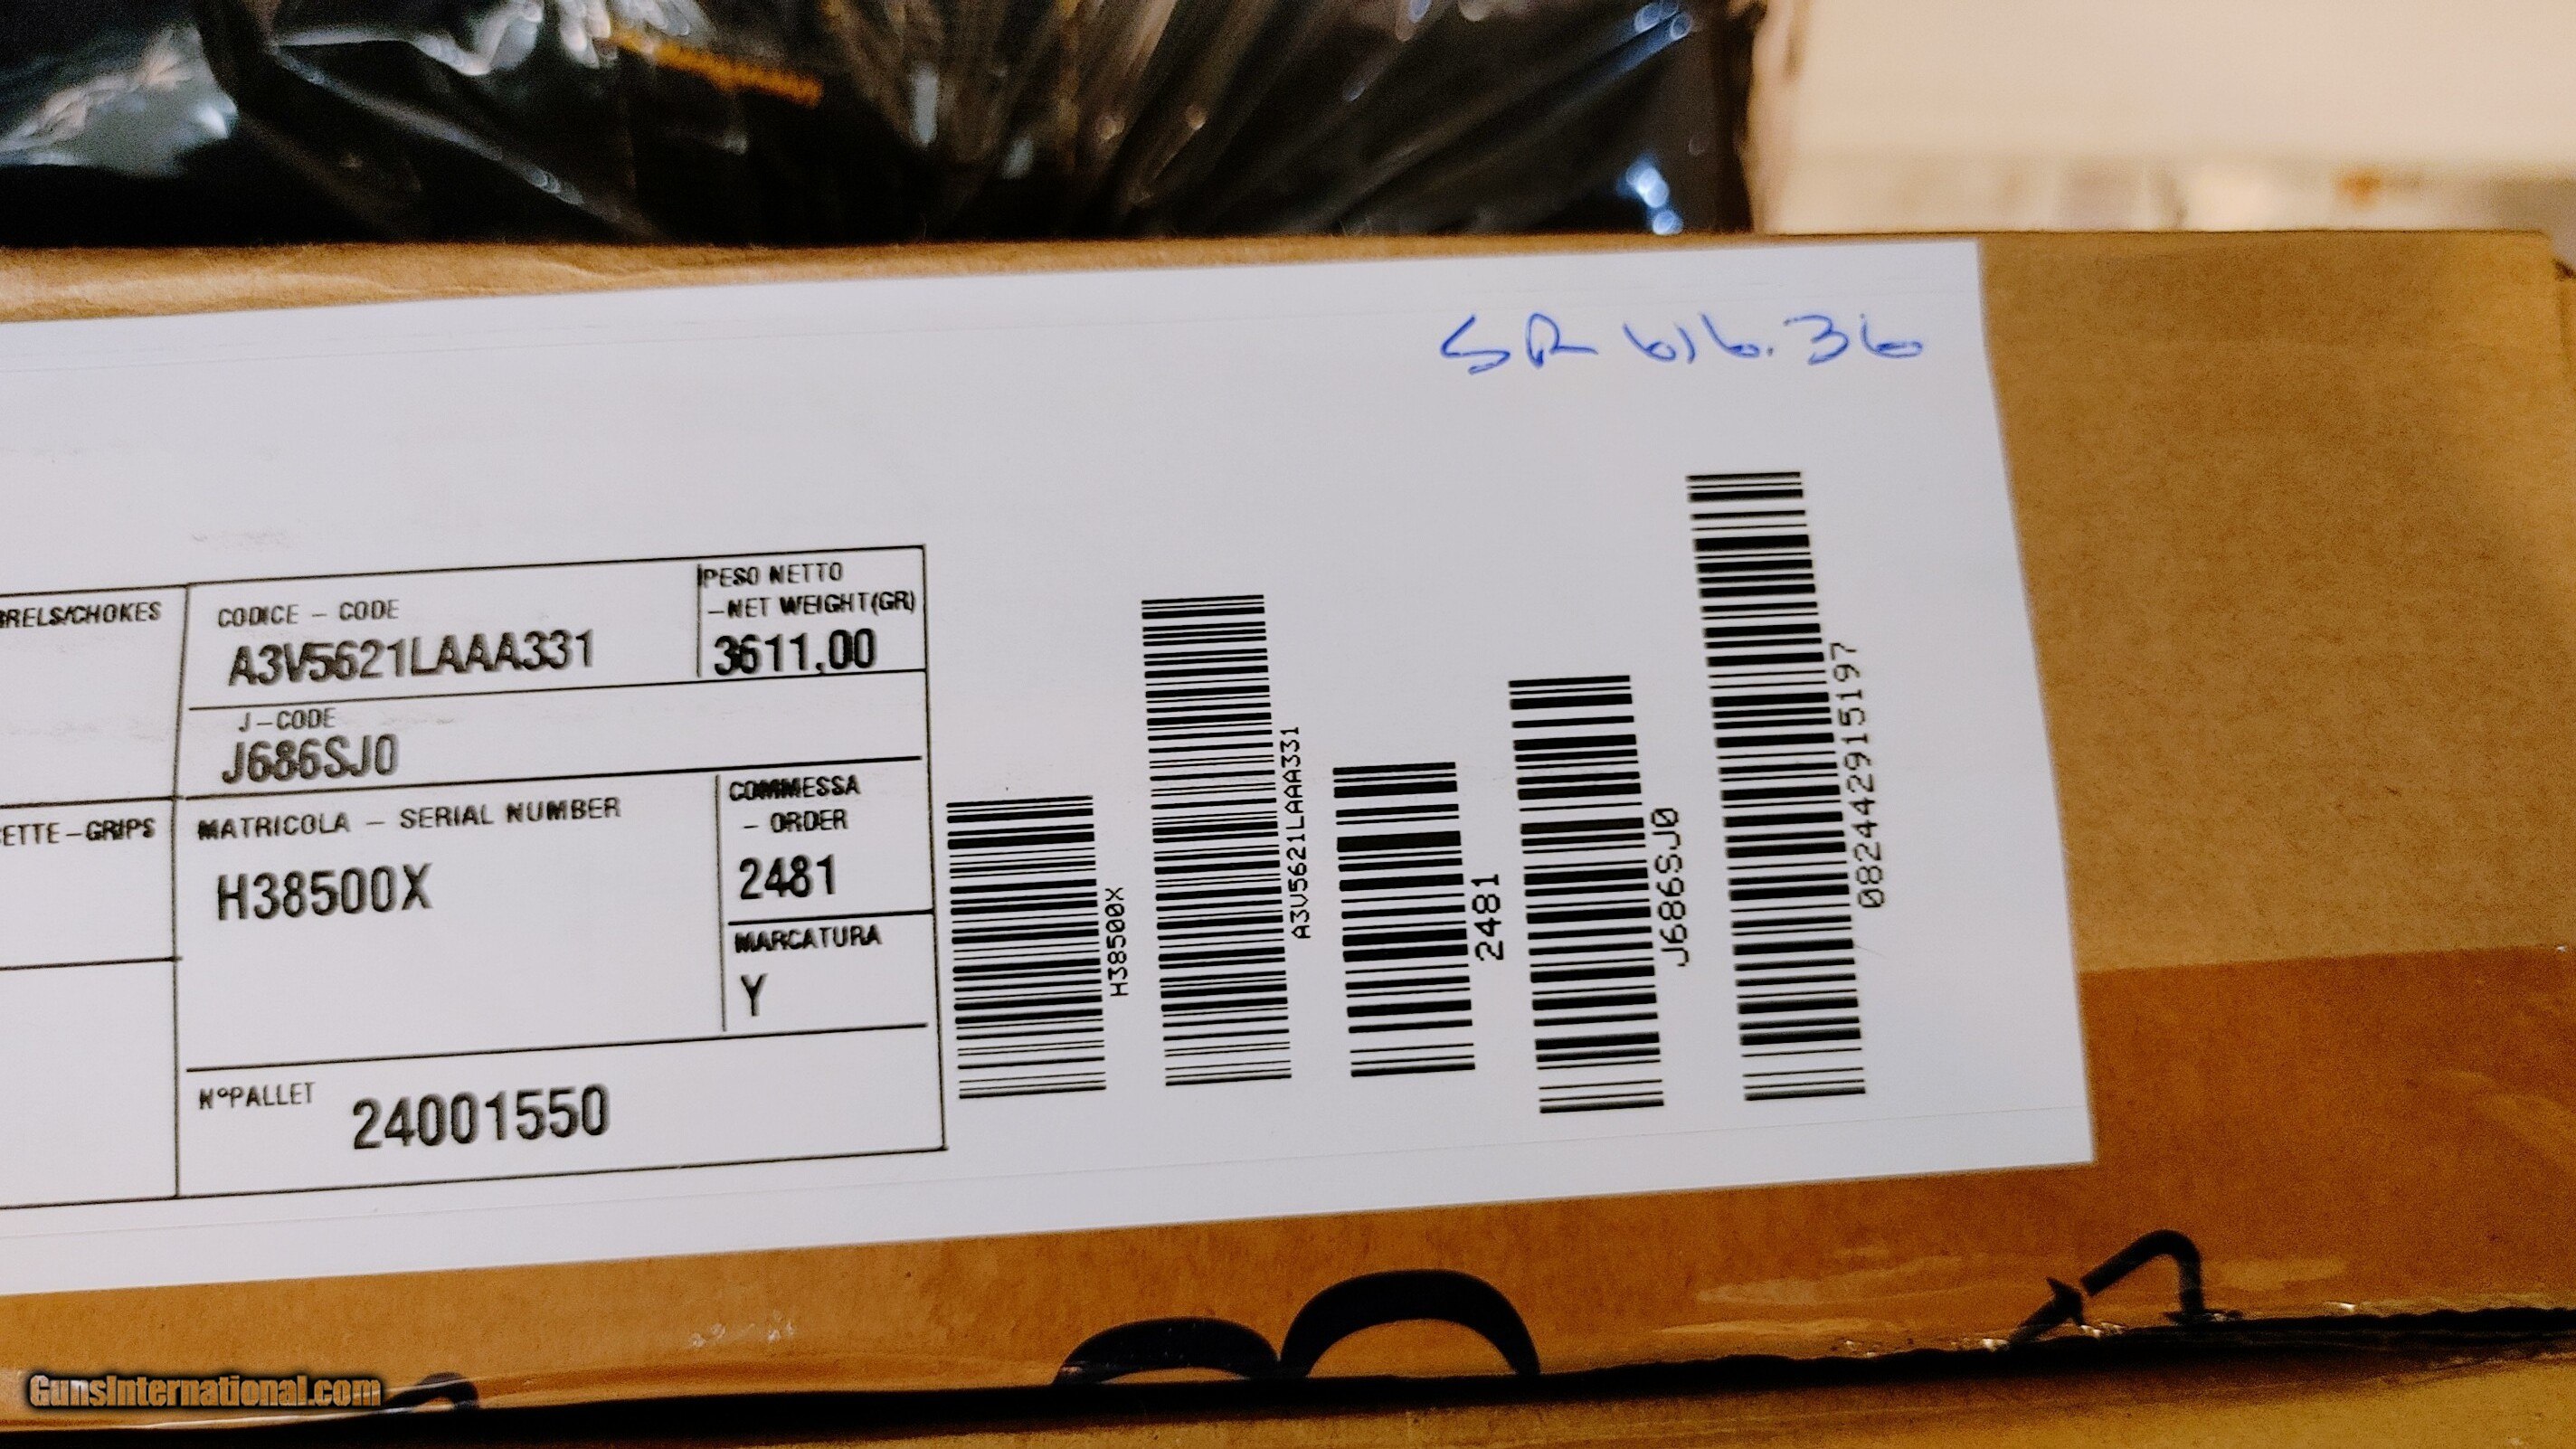 SR 616.36
RRELS/CHOKES
CODICE - CODE
A3V5621LAAA331
PESO NETTO
-NET WEIGHT(GR)
3611,00
J-CODE
J686SJ0
ETTE-GRIPS
MATRICOLA - SERIAL NUMBER
H38500X
COMMESSA
- ORDER
2481
MARCATURA
Y
N°PALLET 24001550
H38500X
A3V5621LAAA331
2481
J686SJ0
082442915197
GunsInternational.com